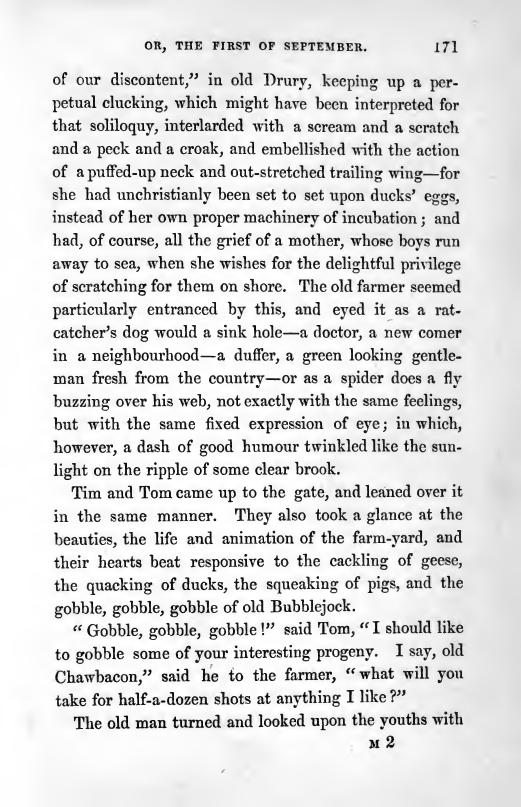 OR, THE FIRST OF SEPTEMBER. 171
of our discontent,” in old Drury, keeping up a per-
petual clucking, which might have been interpreted for
that soliloquy, interlarded with a scream and a scratch
and a peck and a croak, and embellished with the action
of a puffed-up neck and out-stretched trailing wing—for
she had unchristianly been set to set upon ducks’ eggs,
instead of her own proper machinery of incubation; and
had, of course, all the grief of a mother, whose boys run
away to sea, when she wishes for the delightful privilege
of scratching for them on shore. The old farmer seemed
particularly entranced by this, and eyed it as a rat-
catcher’s dog would a sink hole—a doctor, a new comer
in a neighbourhood—a duffer, a green looking gentle-
man fresh from the country—or as a spider does a fly
buzzing over his web, not exactly with the same feelings,
but with the same fixed expression of eye; in which,
however, a dash of good humour twinkled like the sun-
light on the ripple of some clear brook.
Tim and Tom came up to the gate, and leaned over it
in the same manner. They also took a glance at the
beauties, the life and animation of the farm-yard, and
their hearts beat responsive to the cackling of geese,
the quacking of ducks, the squeaking of pigs, and the
gobble, gobble, gobble of old Bubblejock.
“Gobble, gobble, gobble!” said Tom, “I should like
to gobble some of your interesting progeny. I say, old
Chawbacon,” said he to the farmer, “what will you
take for half-a-dozen shots at anything I like?”
The old man turned and looked upon the youths with
M 2